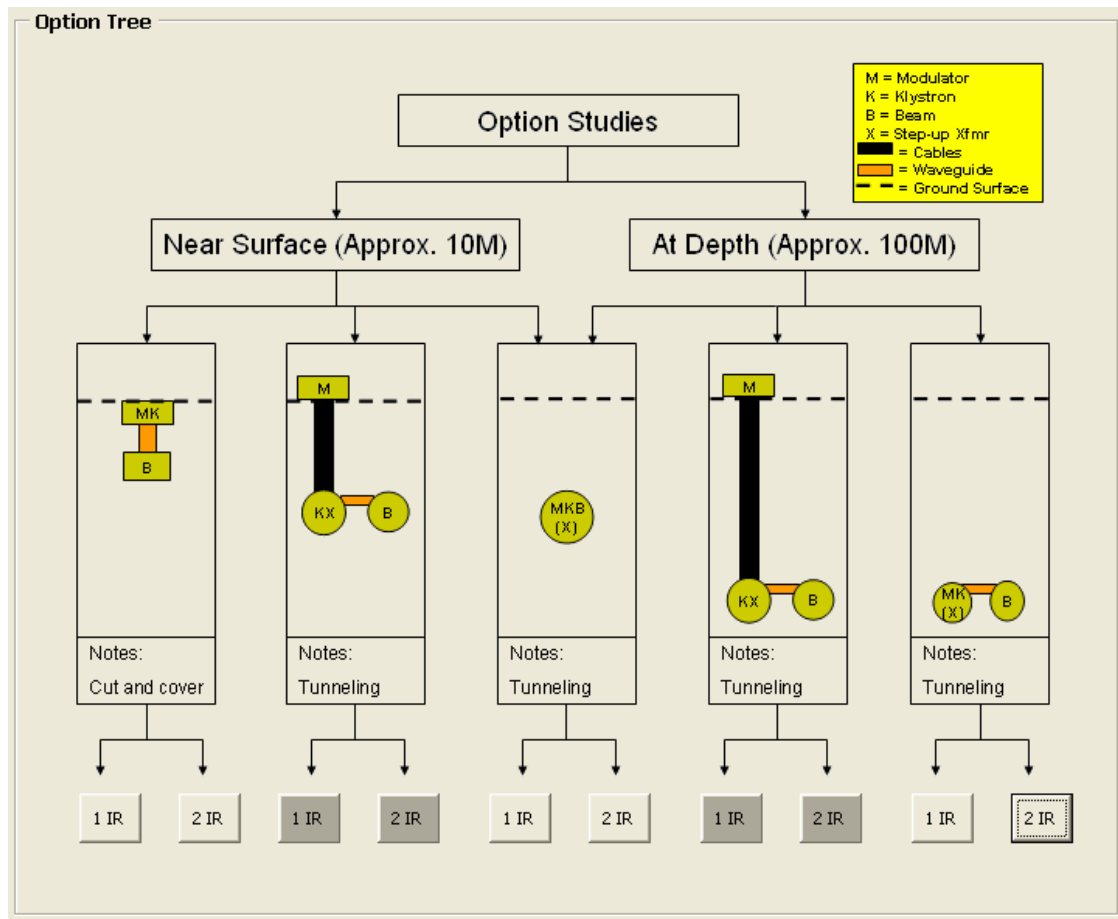 Option Tree
M = Modulator
K = Klystron
B = Beam
X = Step-up Xfmr
= Cables
= Waveguide
= Ground Surface
Option Studies
Near Surface (Approx. 10M)
At Depth (Approx. 100M)
MK
B
M
KX
B
MKB
(X)
M
KX
B
MK
(X)
B
Notes:
Cut and cover
Notes:
Tunneling
Notes:
Tunneling
Notes:
Tunneling
Notes:
Tunneling
1 IR
2 IR
1 IR
2 IR
1 IR
2 IR
1 IR
2 IR
1 IR
2 IR